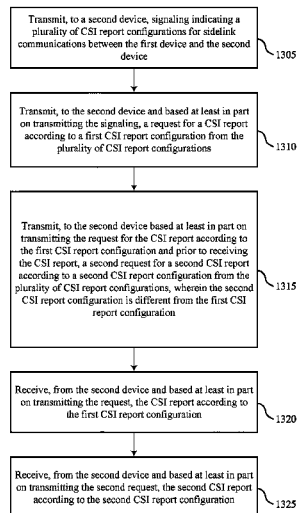 Transmit, to a second device, signaling indicating
a plurality of CSI report configurations for sidelink
communications between the first device and the second
device
1305
Transmit, to the second device and based at least in part
on transmitting the signaling, a request for a CSI report
according to a first CSI report configuration from the
plurality of CSI report configurations
1310
Transmit, to the second device based at least in part on
transmitting the request for the CSI report according to
the first CSI report configuration and prior to receiving
the CSI report, a second request for a second CSI report
according to a second CSI report configuration from the
plurality of CSI report configurations, wherein the second
CSI report configuration is different from the first CSI
report configuration
1315
Receive, from the second device and based at least in part
on transmitting the request, the CSI report according to
the first CSI report configuration
1320
Receive, from the second device and based at least in part
on transmitting the second request, the second CSI report
according to the second CSI report configuration
1325